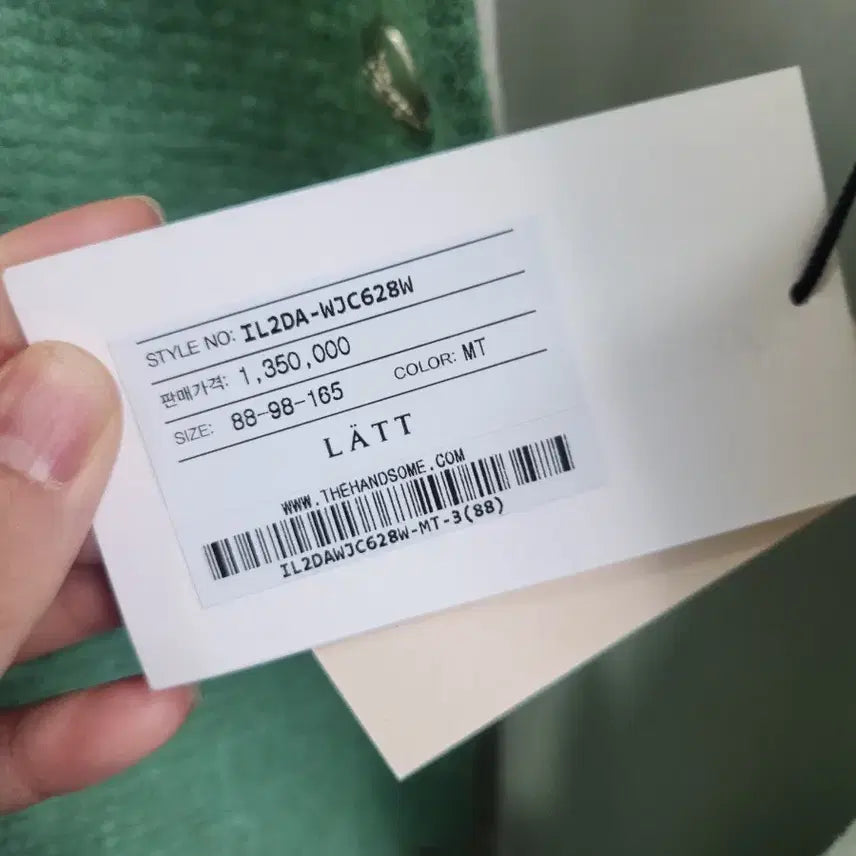 STYLE NO: IL2DA-WJC628W
판매가격: 1,350,000
SIZE: 88-98-165 COLOR: MT
LÄTT
WWW.THEHANDSOME.COM
IL2DAWJC628W-MT-3(88)